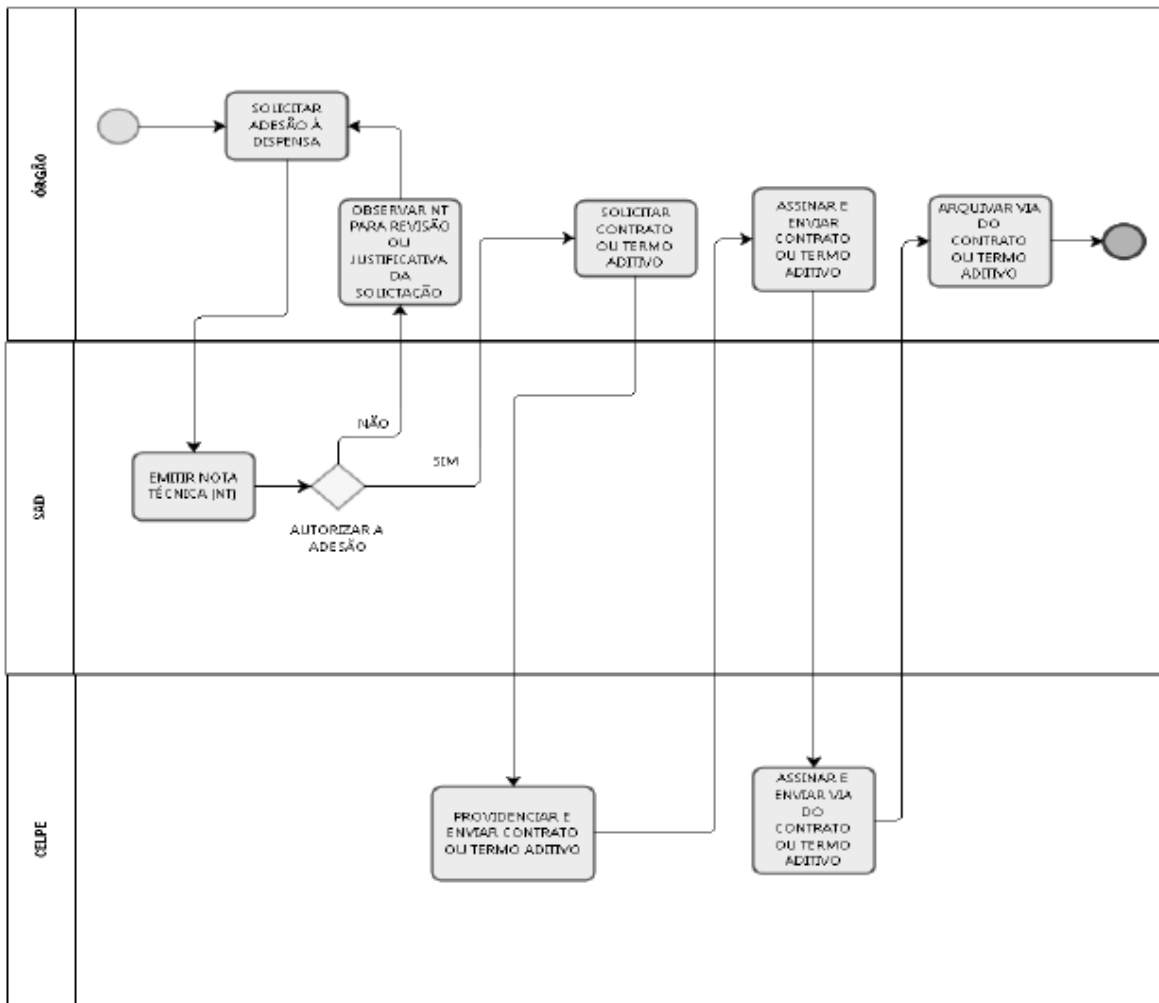 ÓRGÃO
SOLICITAR
ADESÃO À
DISPENSA
OBSERVAR NT
PARA REVISÃO
OU
JUSTIFICATIVA
DA
SOLICTAÇÃO
SOLICITAR
CONTRATO
OU TERMO
ADITIVO
ASSINAR E
ENVIAR
CONTRATO
OU TERMO
ADITIVO
ARQUIVAR VIA
DO
CONTRATO
OU TERMO
ADITIVO
SAD
EMITIR NOTA
TÉCNICA (NT)
NÃO
SIM
AUTORIZAR A
ADESÃO
CELPE
PROVIDENCIAR E
ENVIAR CONTRATO
OU TERMO ADITIVO
ASSINAR E
ENVIAR VIA
DO
CONTRATO
OU TERMO
ADITIVO